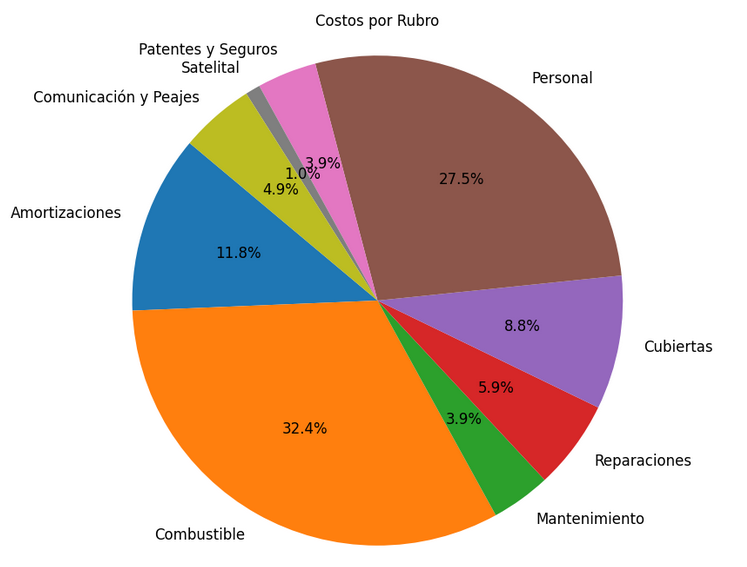 Costos por Rubro
Patentes y Seguros
Satelital
Comunicación y Peajes
Amortizaciones
Combustible
Mantenimiento
Reparaciones
Cubiertas
Personal
3.9%
1.0%
4.9%
11.8%
32.4%
3.9%
5.9%
8.8%
27.5%